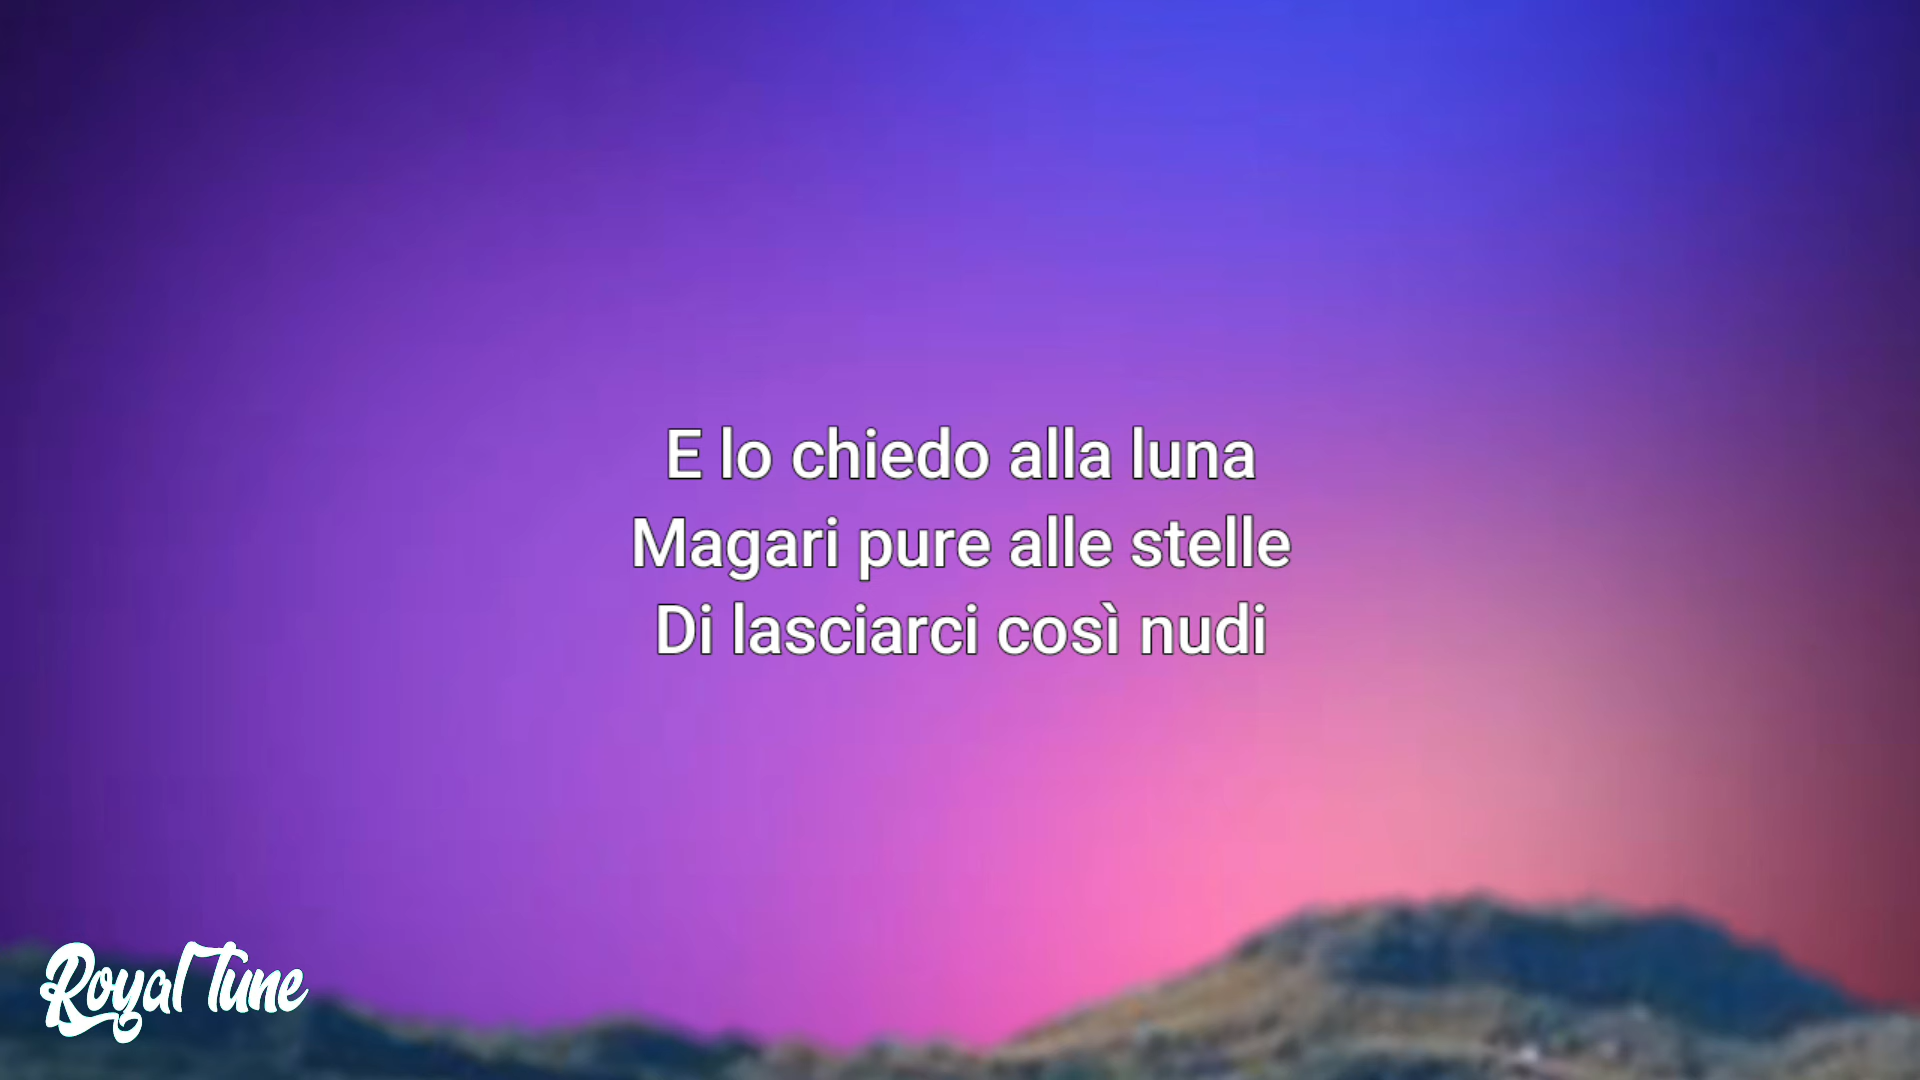 E lo chiedo alla luna
Magari pure alle stelle
Di lasciarci così nudi
Royal Tune